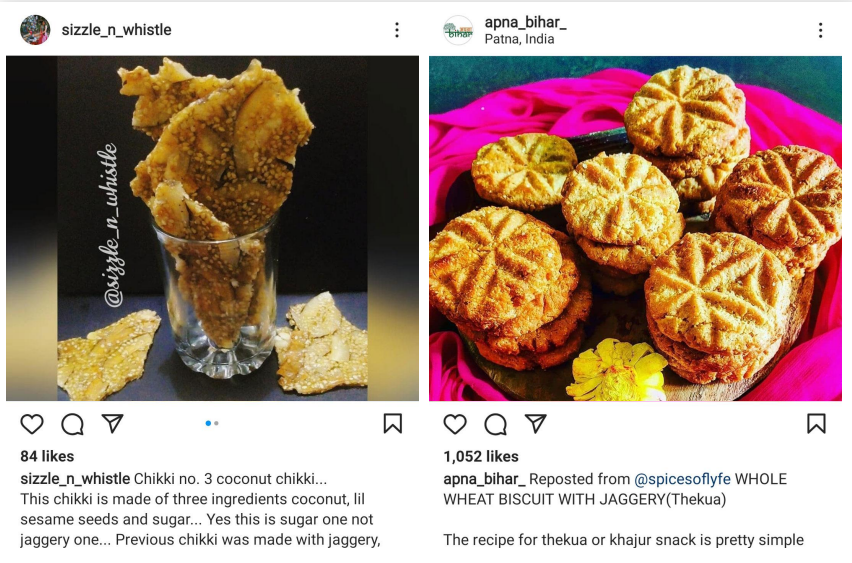 sizzle_n_whistle
@sizzle_n_whistle
84 likes
sizzle_n_whistle Chikki no. 3 coconut chikki...
This chikki is made of three ingredients coconut, lil
sesame seeds and sugar... Yes this is sugar one not
jaggery one... Previous chikki was made with jaggery,
apna_bihar_
Patna, India
bihar
1,052 likes
apna_bihar_ Reposted from @spicesoflyfe WHOLE
WHEAT BISCUIT WITH JAGGERY(Thekua)
The recipe for thekua or khajur snack is pretty simple